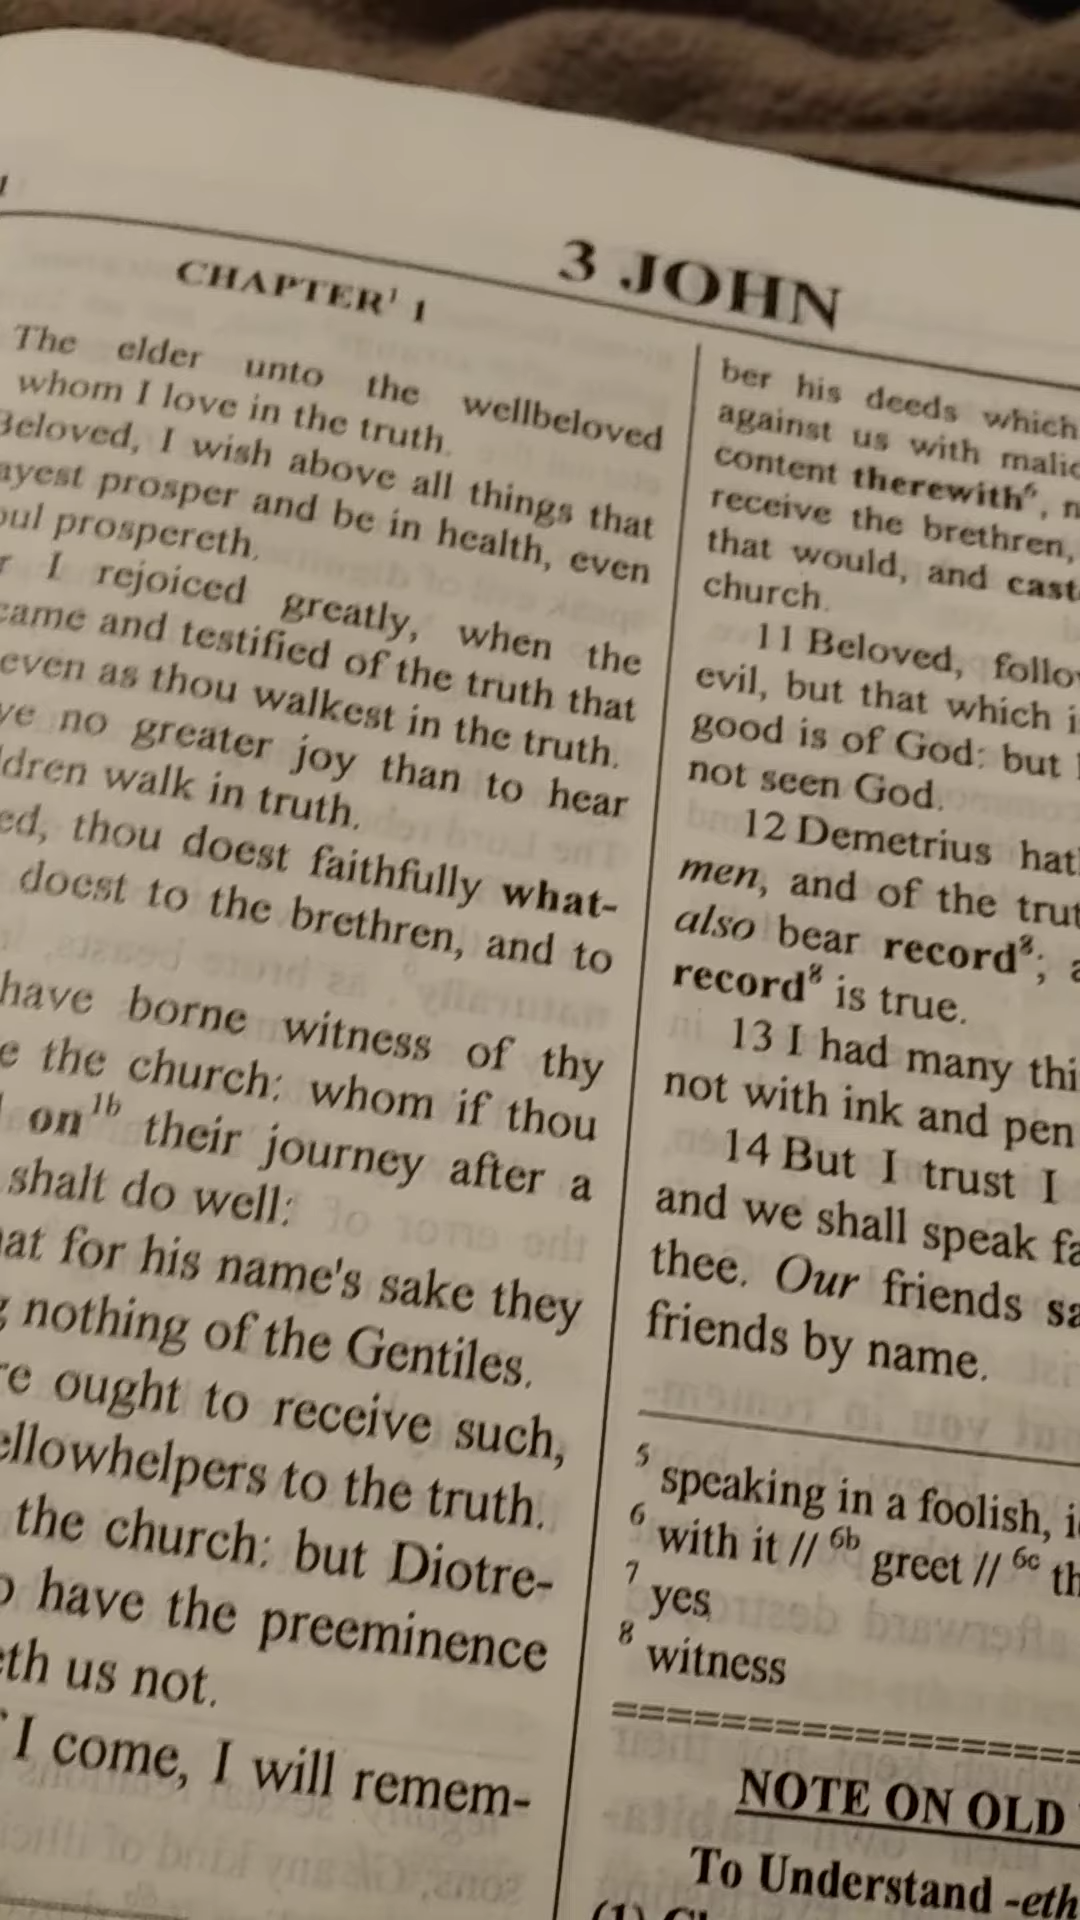 3 JOHN
CHAPTER¹ 1
The elder unto the wellbeloved
whom I love in the truth.
Beloved, I wish above all things that
ayest prosper and be in health, even
oul prospereth.
r I rejoiced greatly, when the
came and testified of the truth that
even as thou walkest in the truth.
ve no greater joy than to hear
ldren walk in truth.
ed, thou doest faithfully what-
doest to the brethren, and to
have borne witness of thy
e the church: whom if thou
on¹ᵇ their journey after a
shalt do well:
hat for his name's sake they
g nothing of the Gentiles.
re ought to receive such,
ellowhelpers to the truth.
the church: but Diotre-
o have the preeminence
eth us not.
I come, I will remem-
ber his deeds which
against us with malic
content therewith⁶, n
receive the brethren,
that would, and cast
church.
11 Beloved, follow
evil, but that which i
good is of God: but
not seen God.
12 Demetrius hat
men, and of the trut
also bear record⁸; a
record⁸ is true.
13 I had many thi
not with ink and pen
14 But I trust I
and we shall speak fa
thee. Our friends sa
friends by name.
⁵ speaking in a foolish, i
⁶ with it // ⁶ᵇ greet // ⁶ᶜ th
⁷ yes
⁸ witness
====================
NOTE ON OLD
To Understand -eth